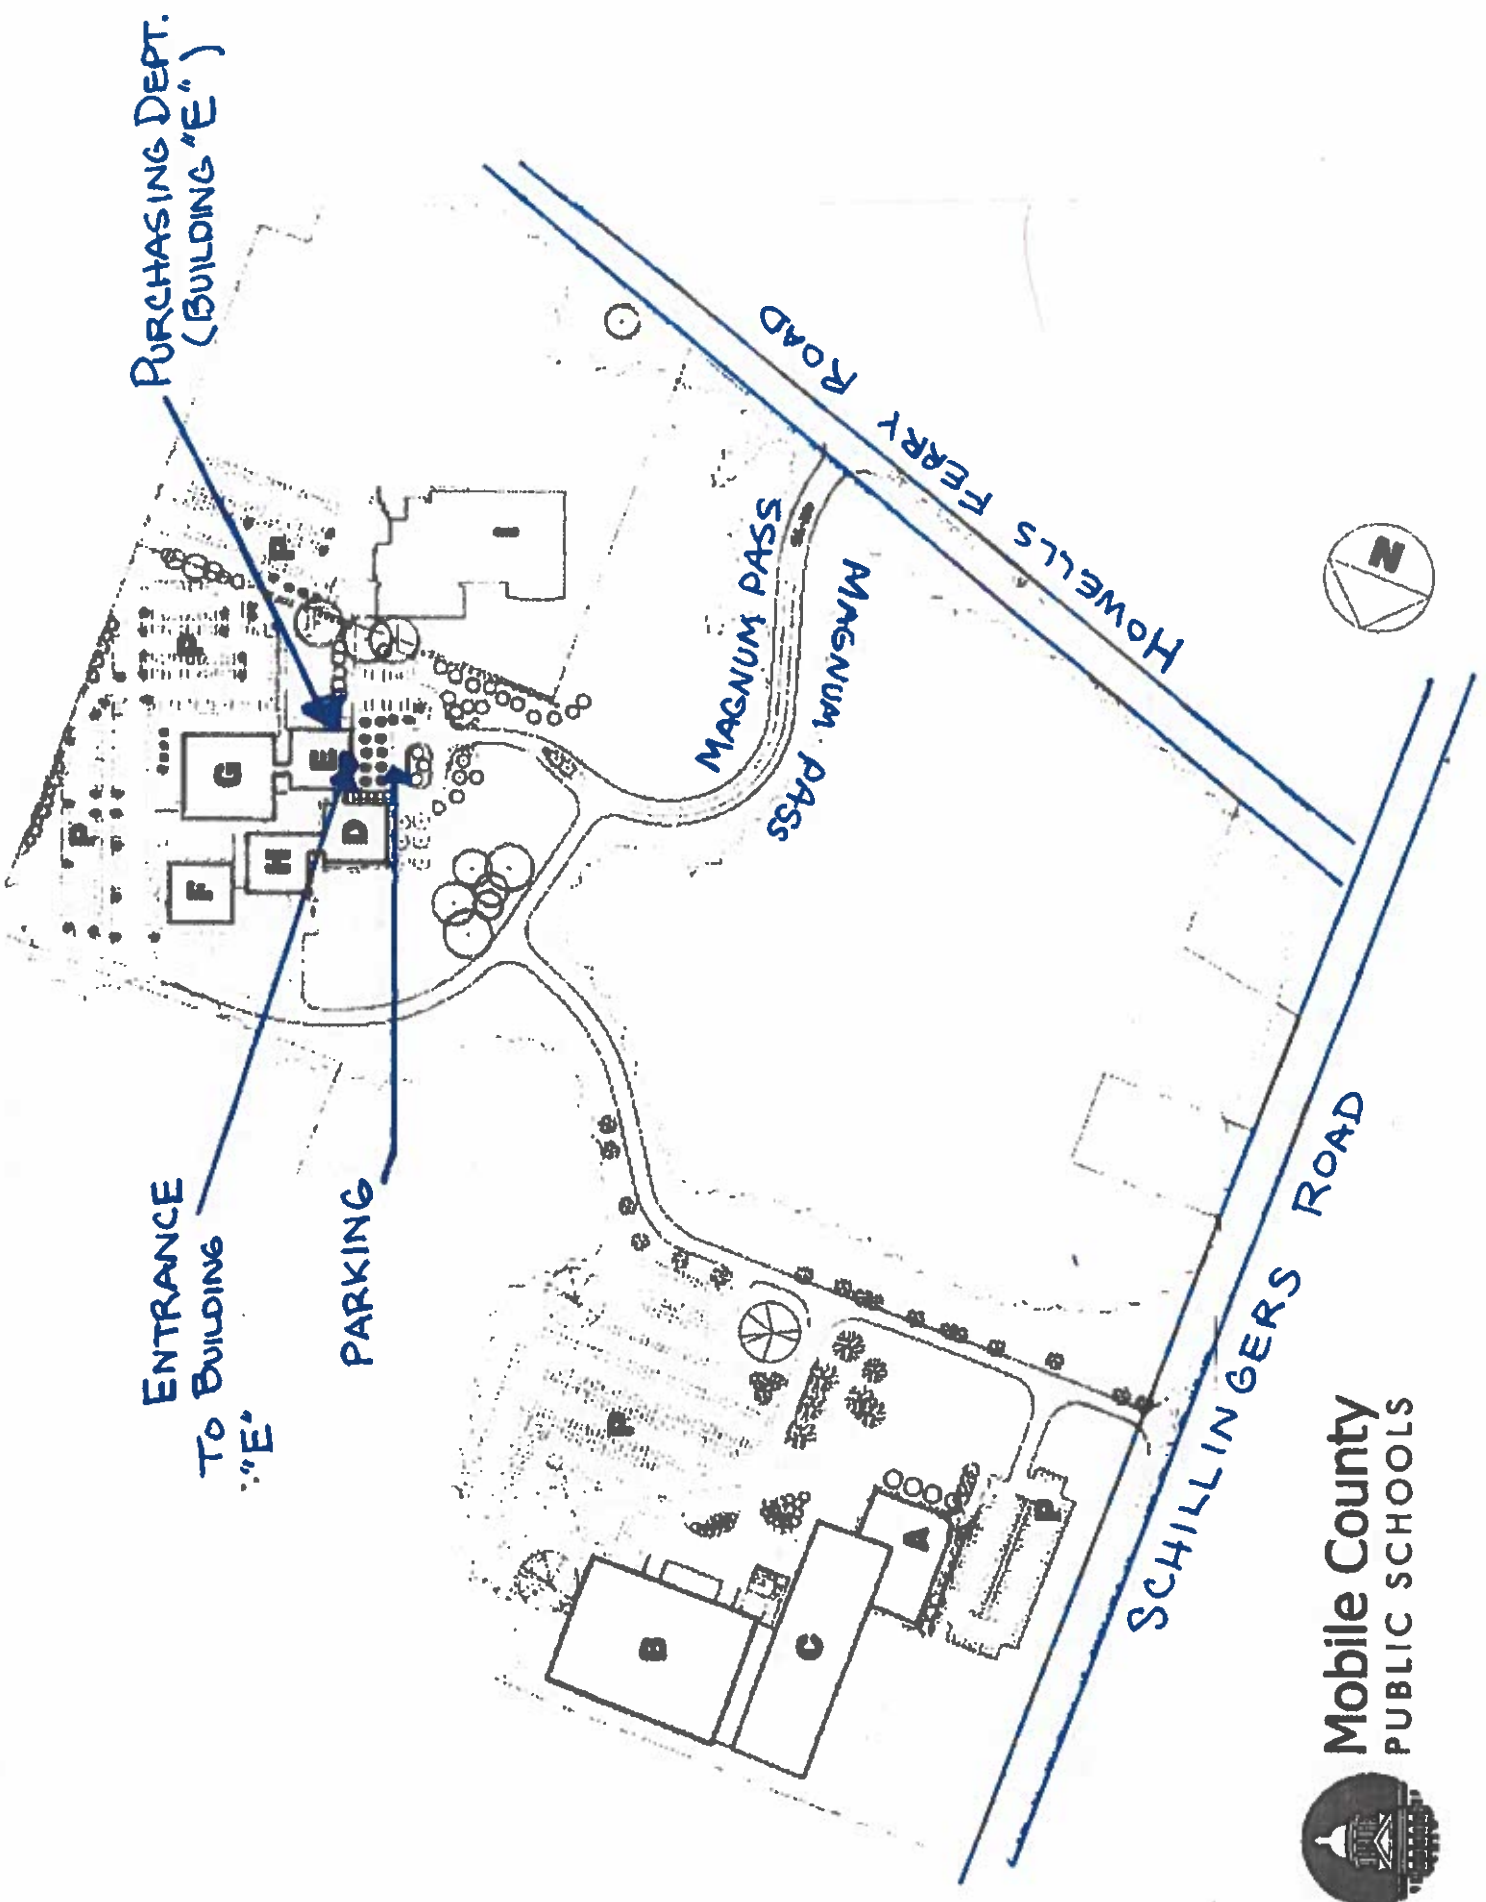 PURCHASING DEPT.
(BUILDING "E")
ENTRANCE
TO BUILDING
"E"
PARKING
P
P
P
G
E
F
H
D
I
MAGNUM PASS
MAGNUM PASS
HOWELLS FERRY ROAD
N
P
B
C
A
P
SCHILLINGERS ROAD
Mobile County
PUBLIC SCHOOLS